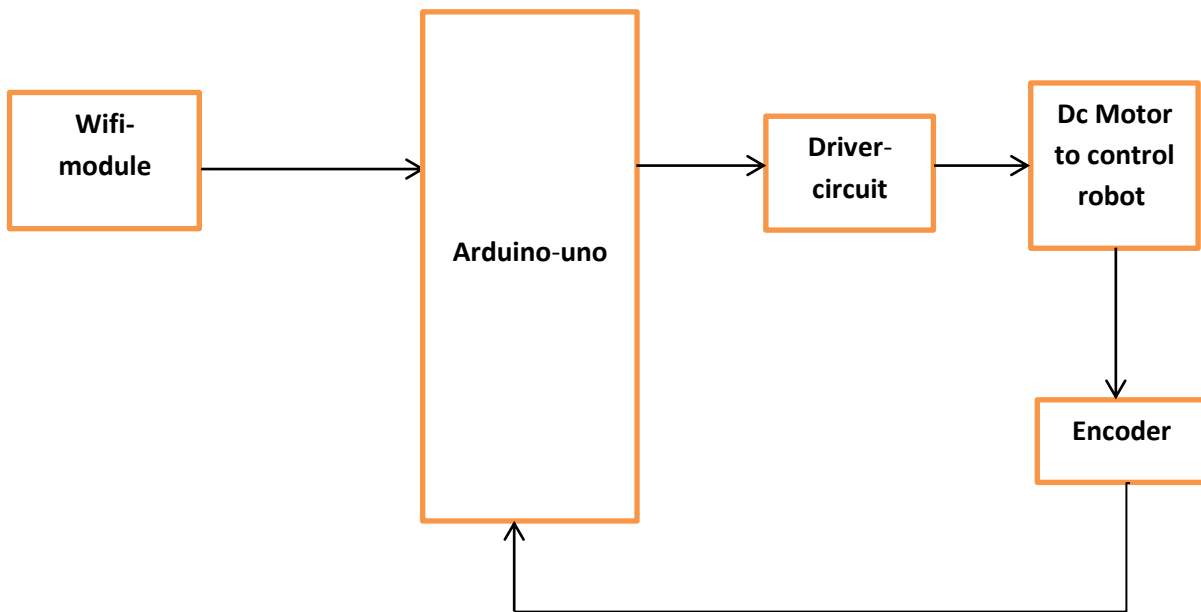 Wifi-
module
Arduino-uno
Driver-
circuit
Dc Motor
to control
robot
Encoder